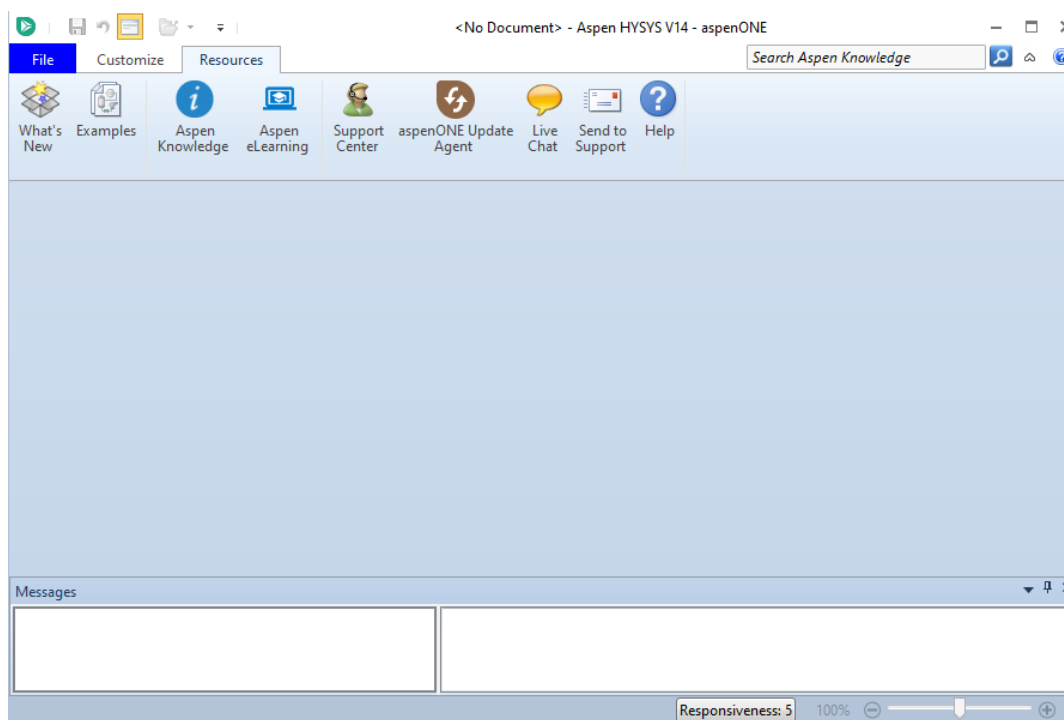 <No Document> - Aspen HYSYS V14 - aspenONE
File Customize Resources Search Aspen Knowledge
What's New
Examples
Aspen Knowledge
Aspen eLearning
Support Center
aspenONE Update Agent
Live Chat
Send to Support
Help
Messages
Responsiveness: 5 100%